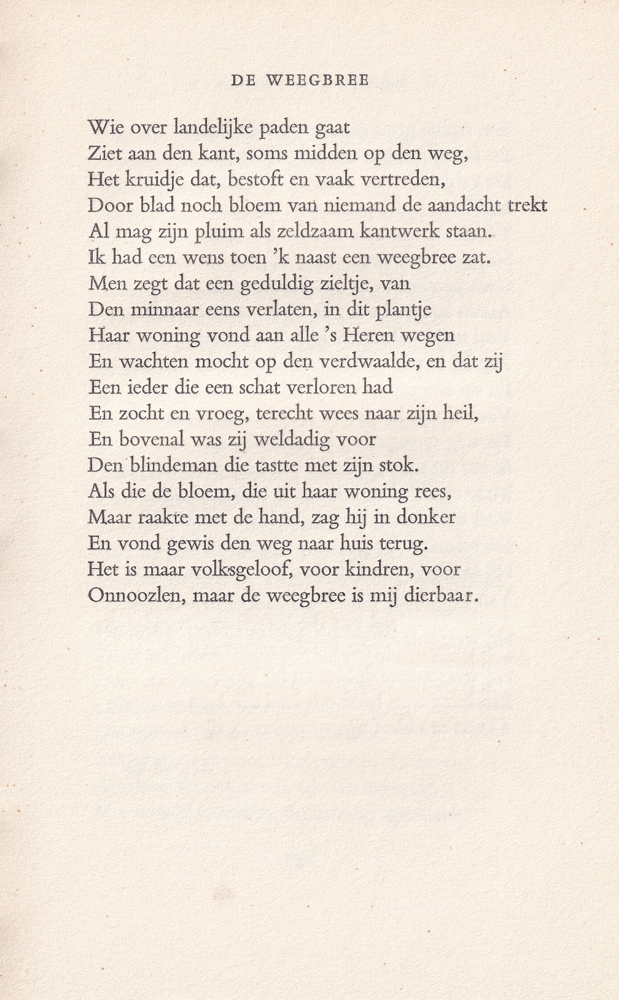 DE WEEGBREE
Wie over landelijke paden gaat
Ziet aan den kant, soms midden op den weg,
Het kruidje dat, bestoft en vaak vertreden,
Door blad noch bloem van niemand de aandacht trekt
Al mag zijn pluim als zeldzaam kantwerk staan.
Ik had een wens toen ’k naast een weegbree zat.
Men zegt dat een geduldig zieltje, van
Den minnaar eens verlaten, in dit plantje
Haar woning vond aan alle ’s Heren wegen
En wachten mocht op den verdwaalde, en dat zij
Een ieder die een schat verloren had
En zocht en vroeg, terecht wees naar zijn heil,
En bovenal was zij weldadig voor
Den blindeman die tastte met zijn stok.
Als die de bloem, die uit haar woning rees,
Maar raakte met de hand, zag hij in donker
En vond gewis den weg naar huis terug.
Het is maar volksgeloof, voor kindren, voor
Onnoozlen, maar de weegbree is mij dierbaar.